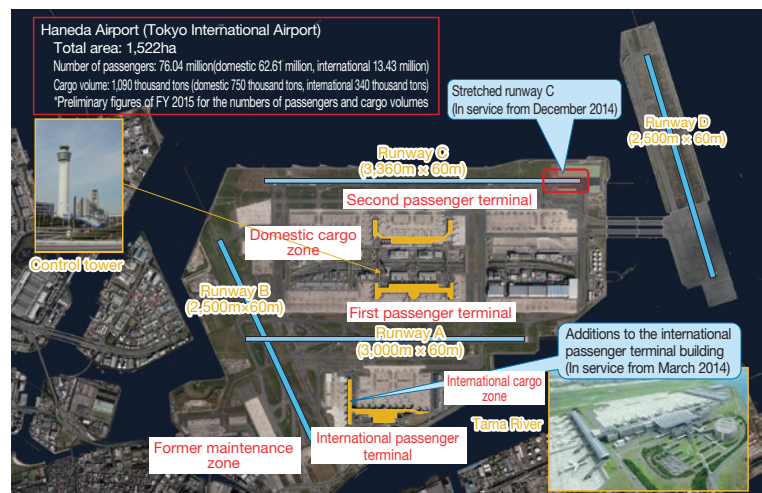 Haneda Airport (Tokyo International Airport)
Total area: 1,522ha
Number of passengers: 76.04 million(domestic 62.61 million, international 13.43 million)
Cargo volume: 1,090 thousand tons (domestic 750 thousand tons, international 340 thousand tons)
*Preliminary figures of FY 2015 for the numbers of passengers and cargo volumes
Stretched runway C
(In service from December 2014)
Runway D
(2,500m × 60m)
Runway C
(3,360m × 60m)
Second passenger terminal
Domestic cargo
zone
Control tower
Runway B
(2,500m×60m)
First passenger terminal
Runway A
(3,000m × 60m)
Additions to the international
passenger terminal building
(In service from March 2014)
International cargo
zone
Tama River
Former maintenance
zone
International passenger
terminal